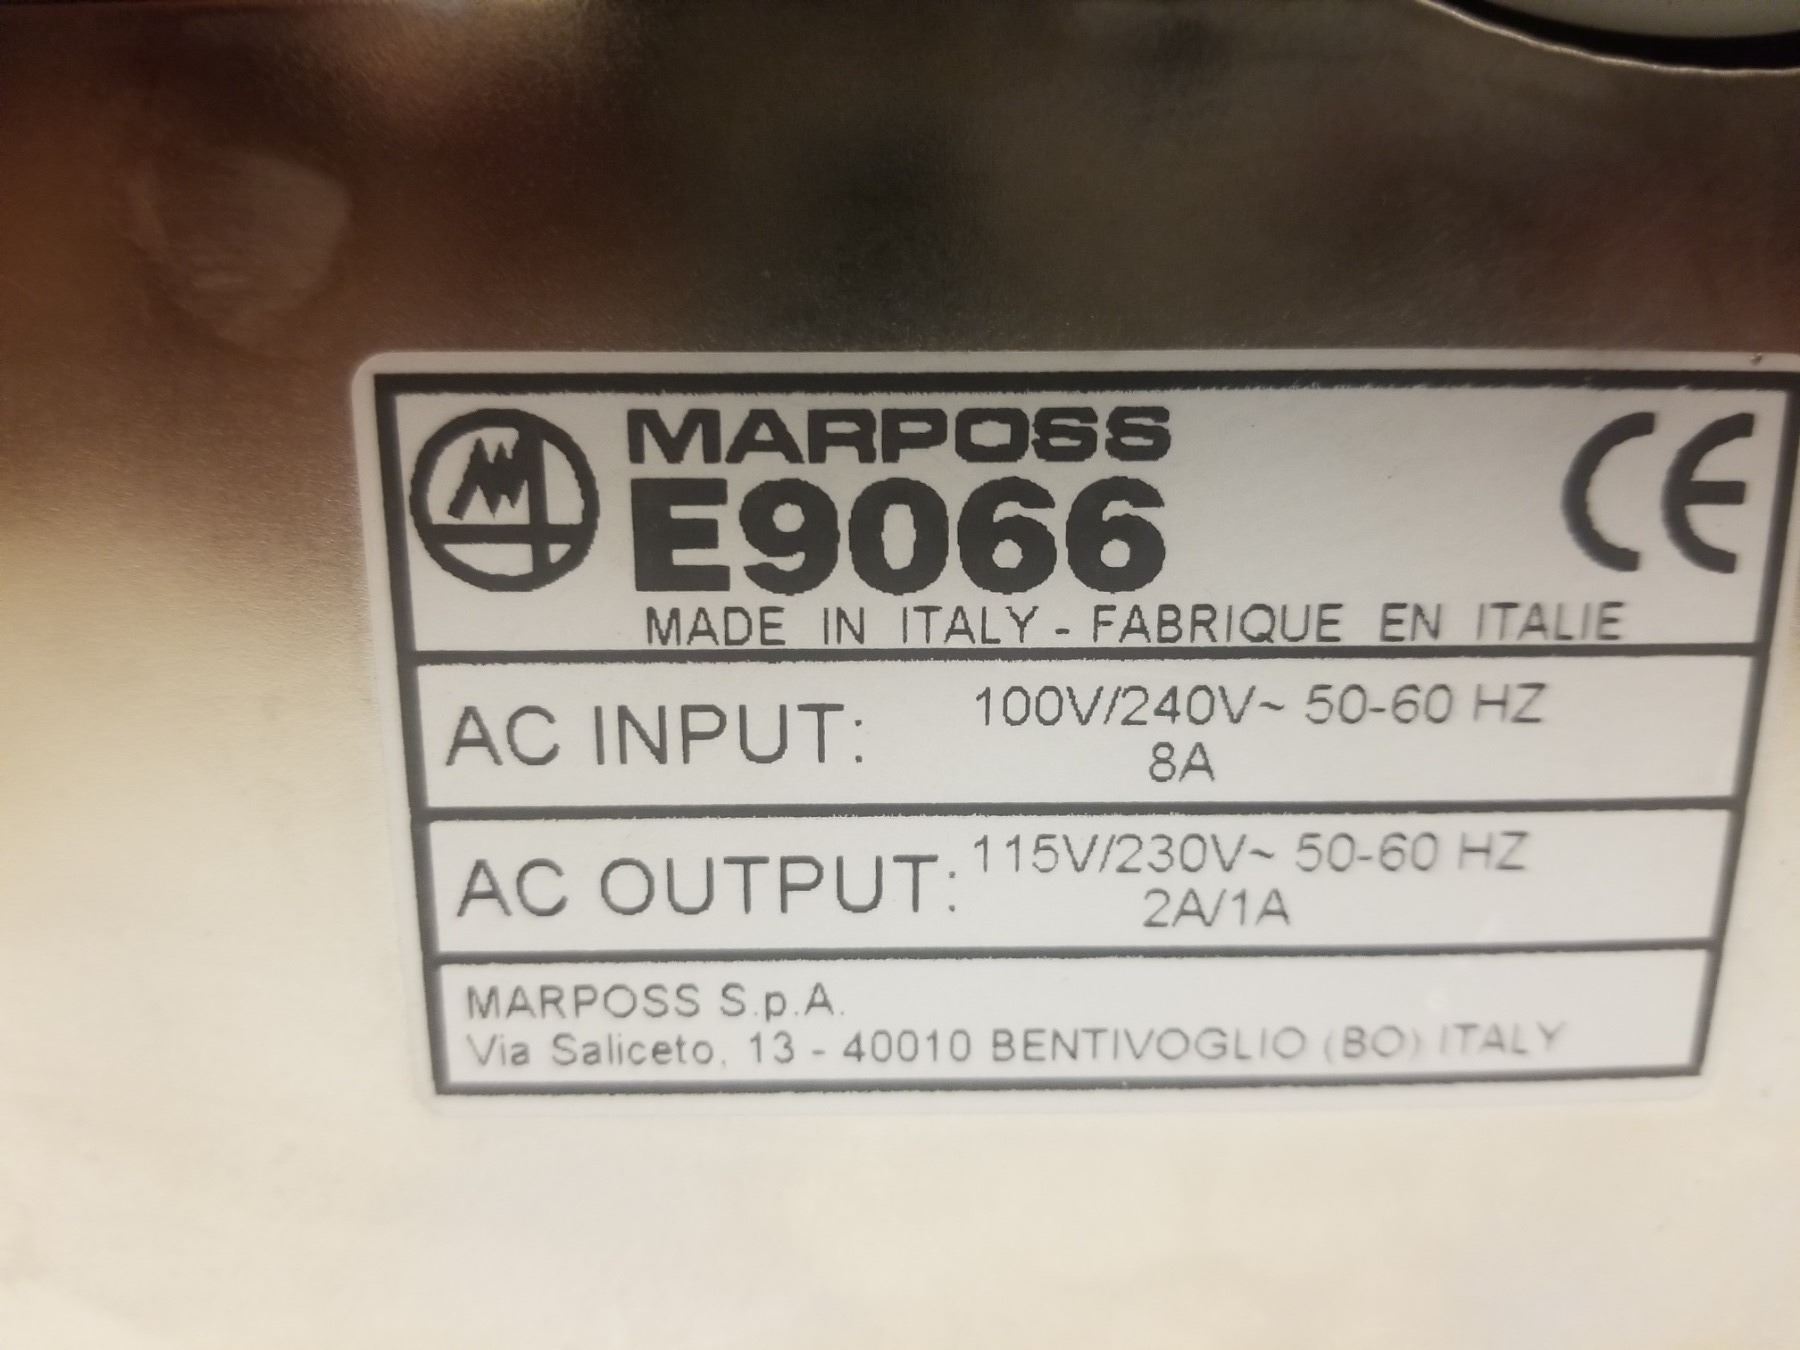 MARPOSS
E9066
CE
MADE IN ITALY - FABRIQUE EN ITALIE
AC INPUT: 100V/240V~ 50-60 HZ
8A
AC OUTPUT: 115V/230V~ 50-60 HZ
2A/1A
MARPOSS S.p.A.
Via Saliceto, 13 - 40010 BENTIVOGLIO (BO) ITALY